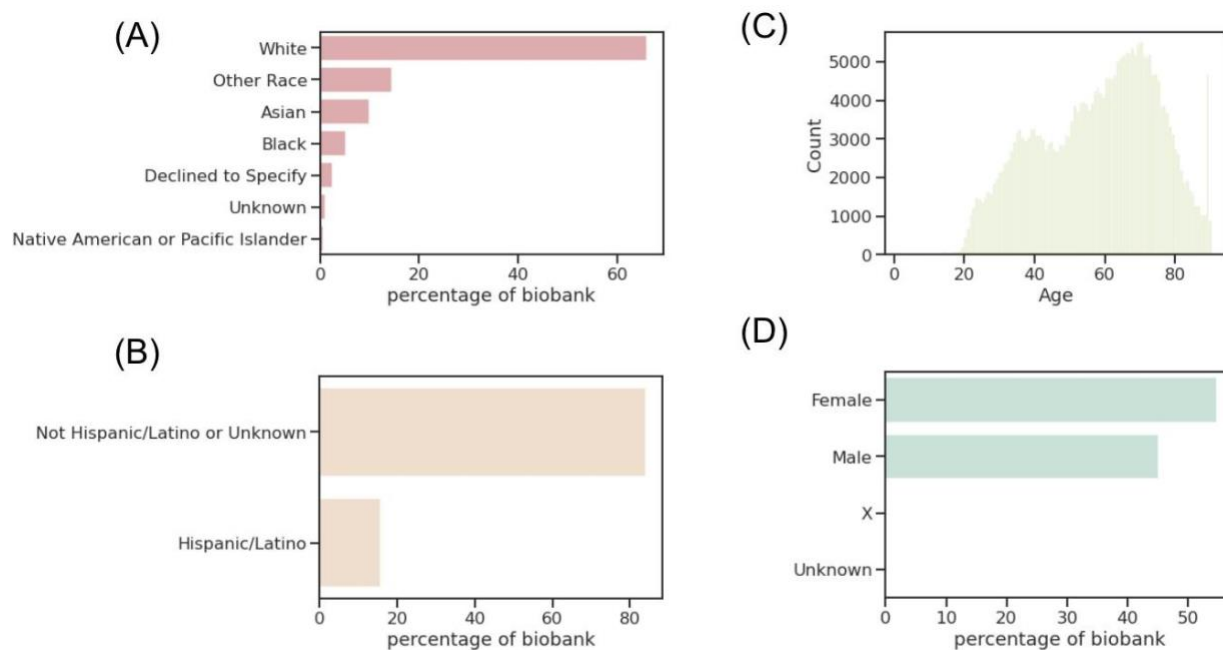 (A)
White
Other Race
Asian
Black
Declined to Specify
Unknown
Native American or Pacific Islander
0 20 40 60
percentage of biobank
(C)
5000
4000
3000
2000
1000
0
Count
0 20 40 60 80
Age
(B)
Not Hispanic/Latino or Unknown
Hispanic/Latino
0 20 40 60 80
percentage of biobank
(D)
Female
Male
X
Unknown
0 10 20 30 40 50
percentage of biobank